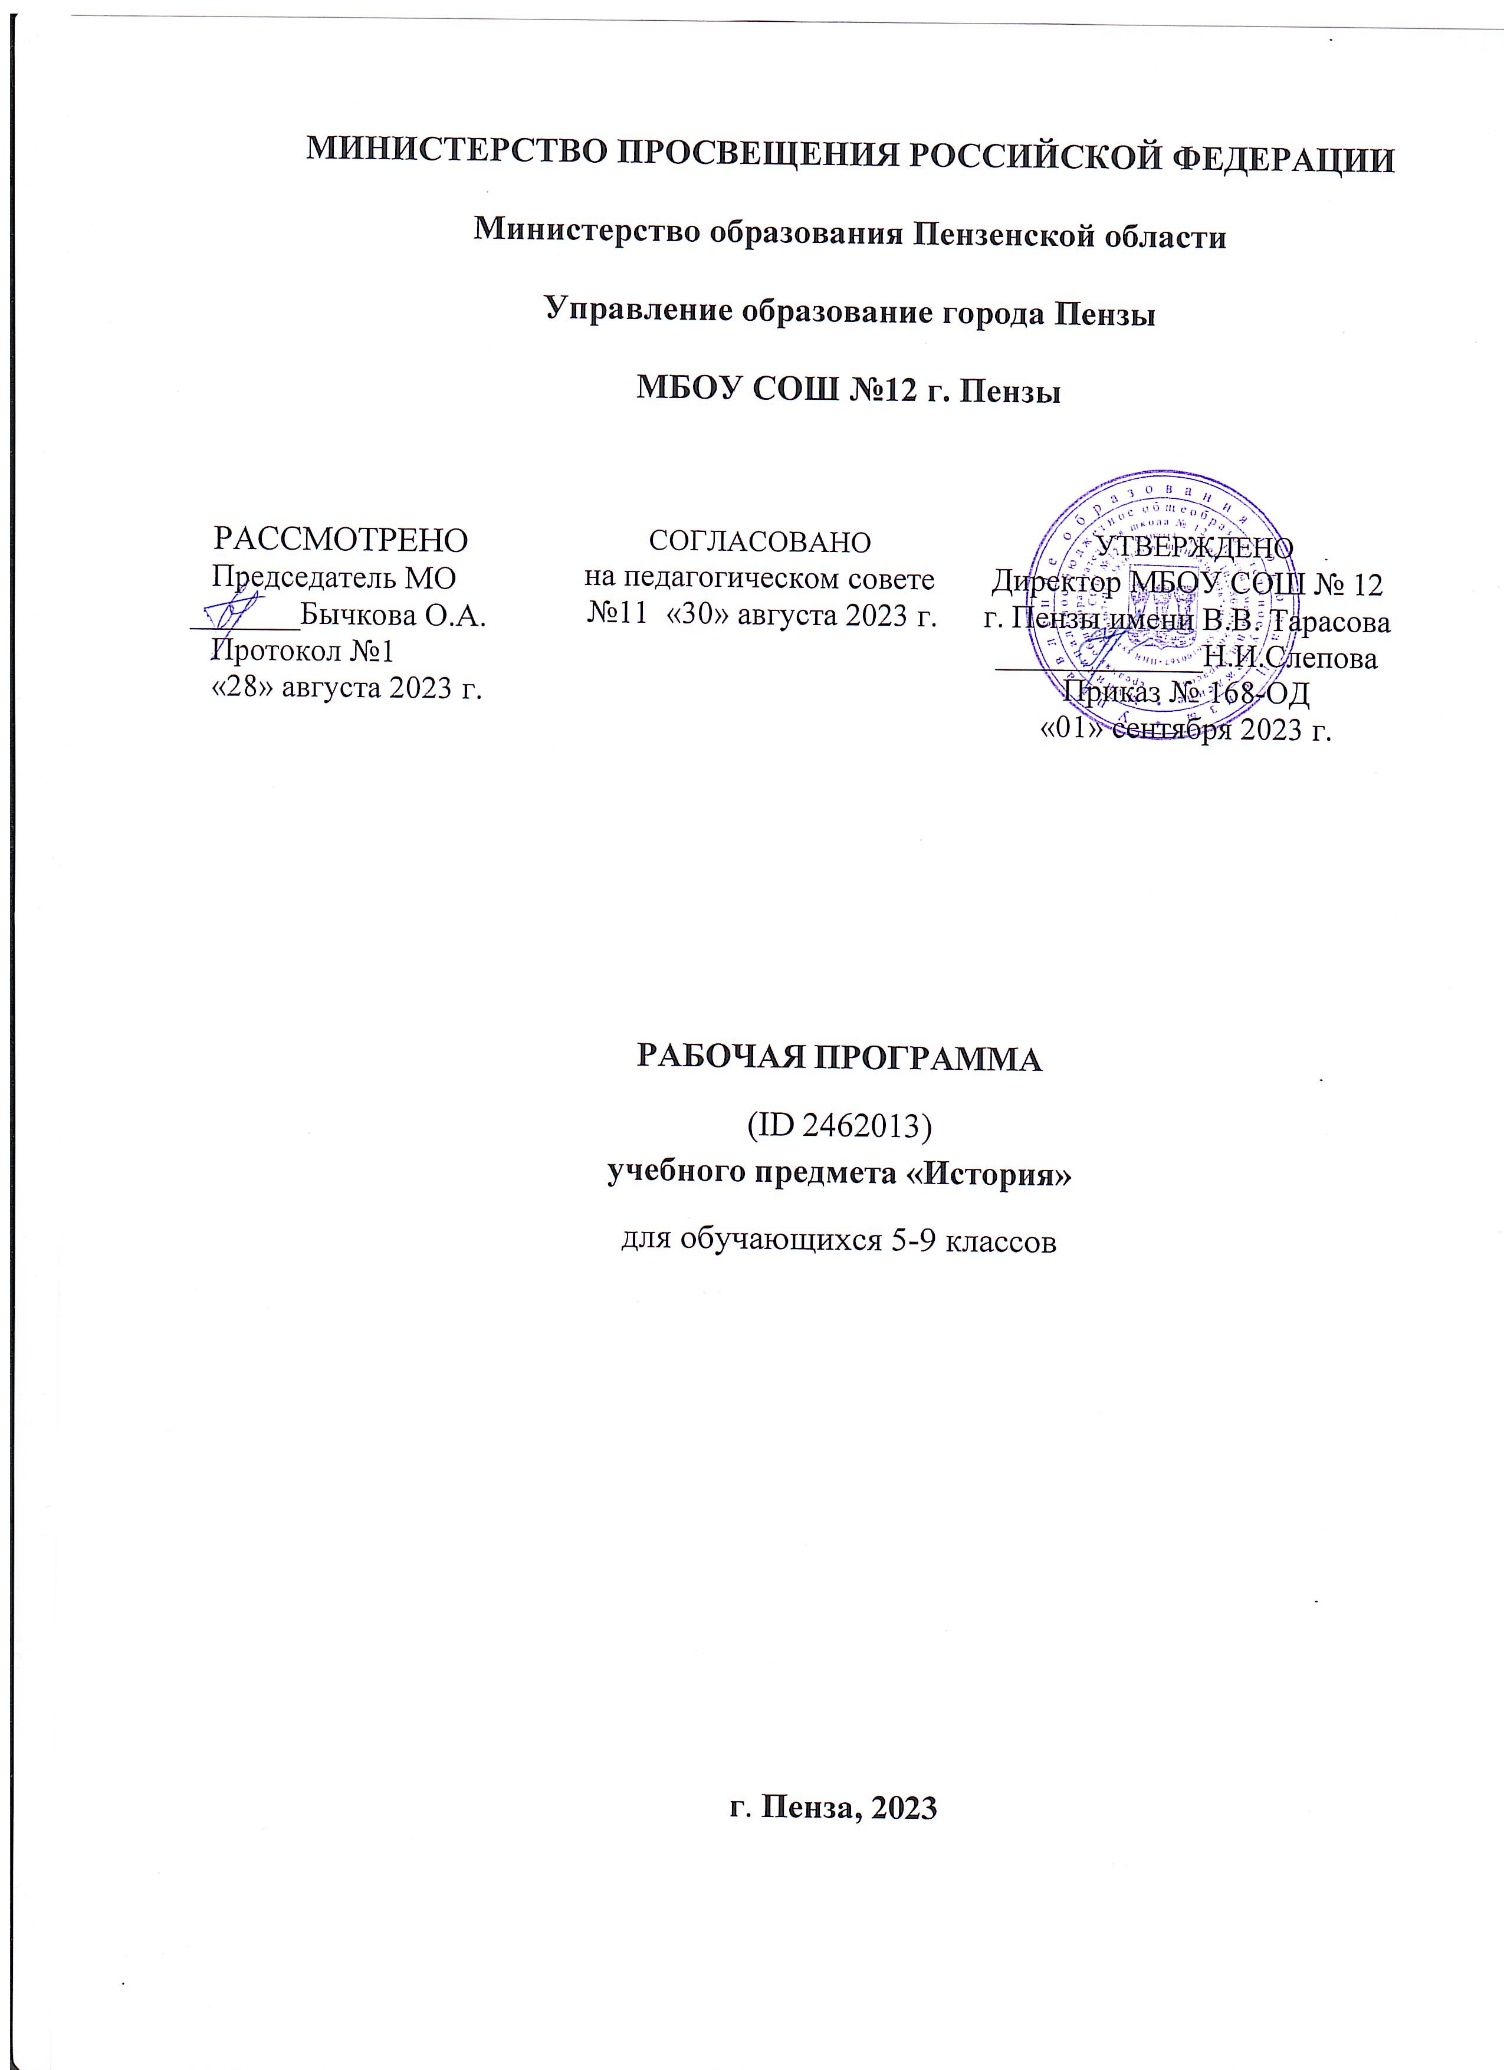 МИНИСТЕРСТВО ПРОСВЕЩЕНИЯ РОССИЙСКОЙ ФЕДЕРАЦИИ
Министерство образования Пензенской области
Управление образование города Пензы
МБОУ СОШ №12 г. Пензы
РАССМОТРЕНО
Председатель МО
_______Бычкова О.А.
Протокол №1
«28» августа 2023 г.
СОГЛАСОВАНО
на педагогическом совете
№11 «30» августа 2023 г.
УТВЕРЖДЕНО
Директор МБОУ СОШ № 12
г. Пензы имени В.В. Тарасова
_____________Н.И.Слепова
Приказ № 168-ОД
«01» сентября 2023 г.
РАБОЧАЯ ПРОГРАММА
(ID 2462013)
учебного предмета «История»
для обучающихся 5-9 классов
г. Пенза, 2023